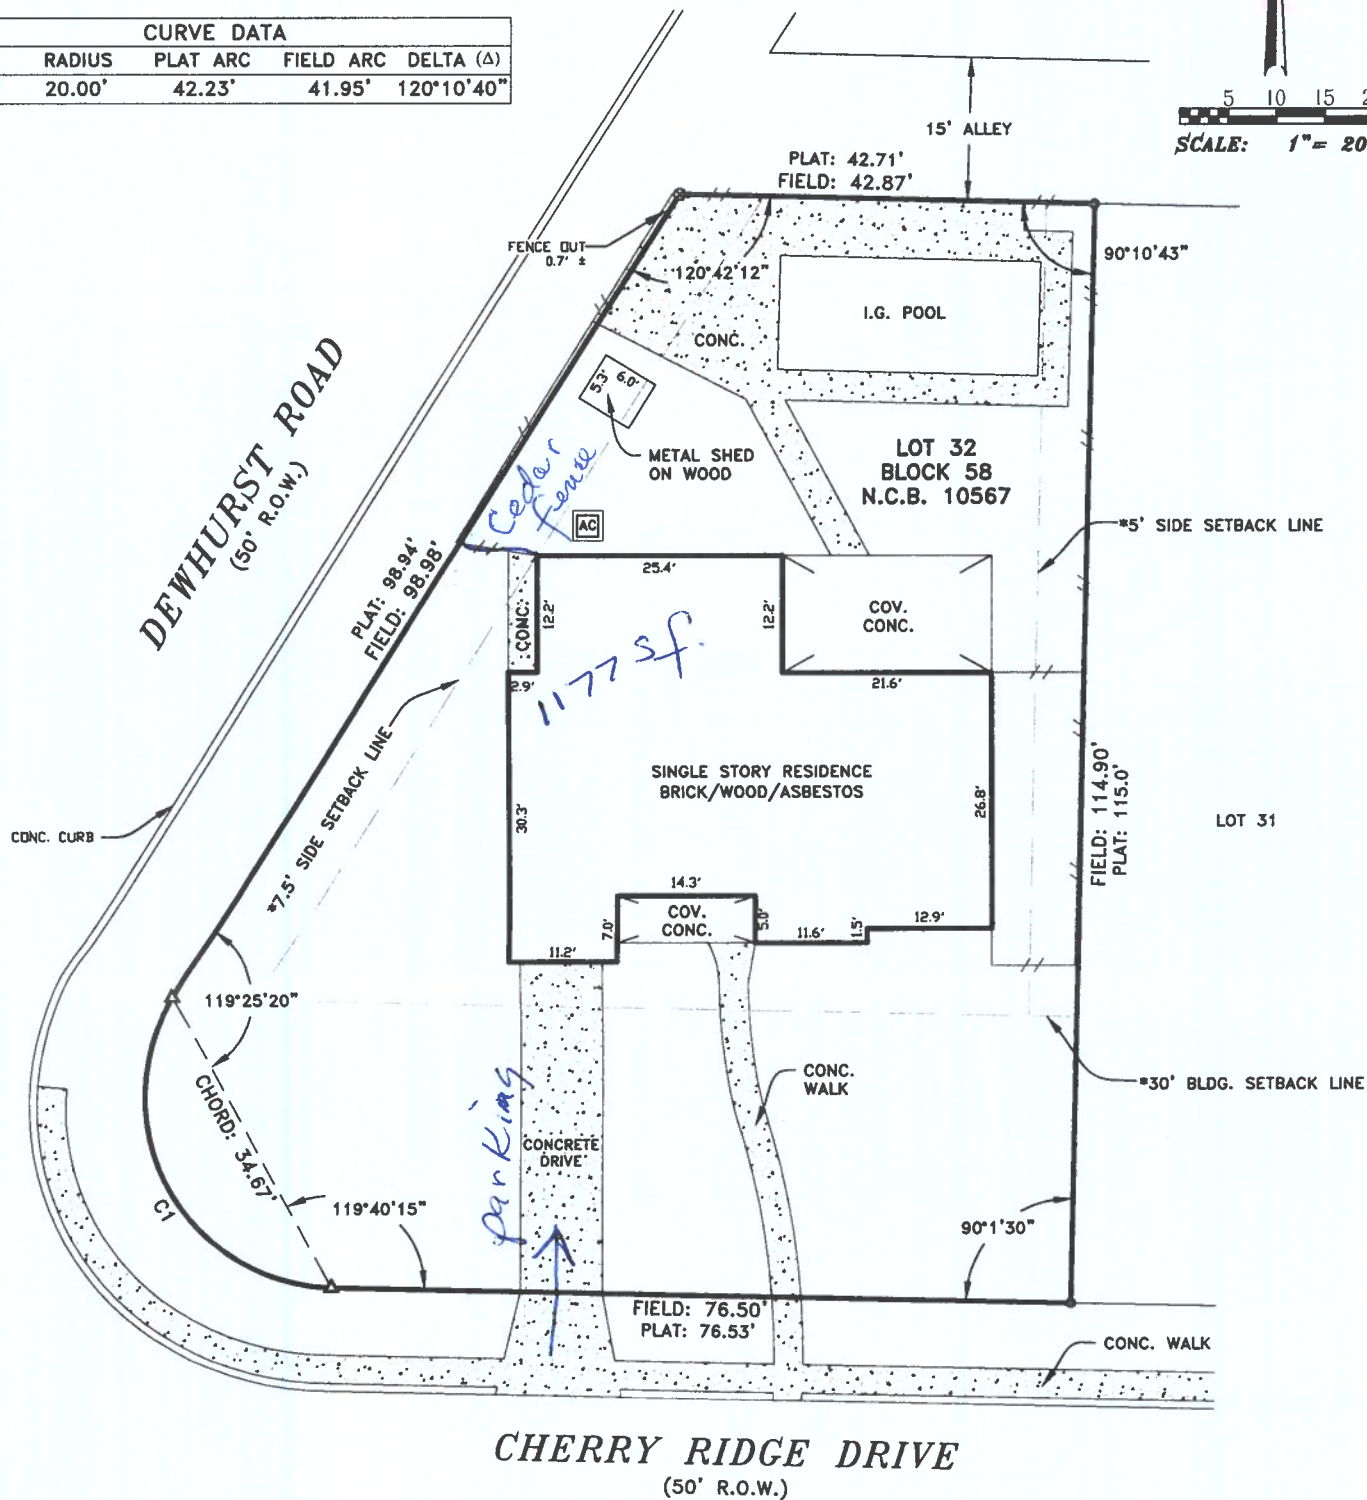 CURVE DATA
RADIUS PLAT ARC FIELD ARC DELTA (Δ)
20.00' 42.23' 41.95' 120°10'40"
5 10 15
SCALE: 1"= 20
15' ALLEY
PLAT: 42.71'
FIELD: 42.87'
FENCE OUT
0.7' ±
120°42'12"
90°10'43"
I.G. POOL
CONC.
5.3' 6.0'
METAL SHED
ON WOOD
LOT 32
BLOCK 58
N.C.B. 10567
Cedar
fense
AC
DEWHURST ROAD
(50' R.O.W.)
*5' SIDE SETBACK LINE
PLAT: 98.94'
FIELD: 98.98'
25.4'
CONC.
12.2'
12.2'
COV.
CONC.
2.9'
1177 sf.
21.6'
SINGLE STORY RESIDENCE
BRICK/WOOD/ASBESTOS
30.3'
26.8'
FIELD: 114.90'
PLAT: 115.0'
LOT 31
CONC. CURB
*7.5' SIDE SETBACK LINE
14.3'
COV.
CONC.
7.0'
5.0'
11.6'
1.5'
12.9'
11.2'
119°25'20"
CHORD: 34.67'
C1
119°40'15"
parking
CONCRETE
DRIVE
CONC.
WALK
*30' BLDG. SETBACK LINE
90°1'30"
FIELD: 76.50'
PLAT: 76.53'
CONC. WALK
CHERRY RIDGE DRIVE
(50' R.O.W.)